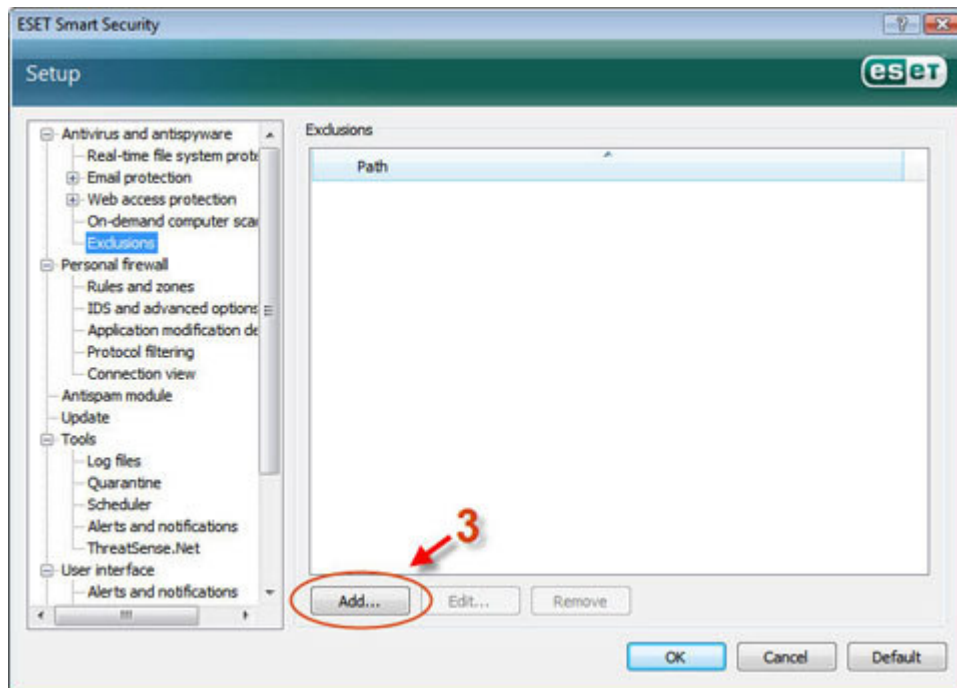 ESET Smart Security
Setup
eset
Antivirus and antispyware
Real-time file system prote
Email protection
Web access protection
On-demand computer scan
Exclusions
Personal firewall
Rules and zones
IDS and advanced options
Application modification de
Protocol filtering
Connection view
Antispam module
Update
Tools
Log files
Quarantine
Scheduler
Alerts and notifications
ThreatSense.Net
User interface
Alerts and notifications
Exclusions
Path
3
Add... Edit... Remove
OK Cancel Default